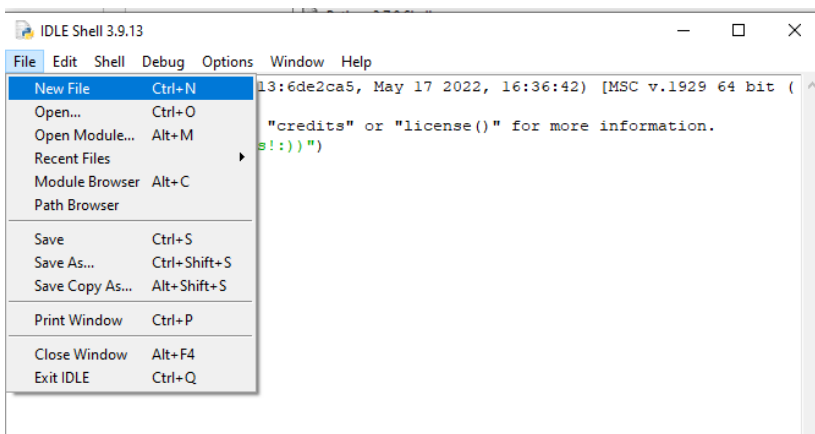 IDLE Shell 3.9.13
File Edit Shell Debug Options Window Help
New File Ctrl+N
13:6de2ca5, May 17 2022, 16:36:42) [MSC v.1929 64 bit (
Open... Ctrl+O
"credits" or "license()" for more information.
Open Module... Alt+M
s!:))")
Recent Files
Module Browser Alt+C
Path Browser
Save Ctrl+S
Save As... Ctrl+Shift+S
Save Copy As... Alt+Shift+S
Print Window Ctrl+P
Close Window Alt+F4
Exit IDLE Ctrl+Q